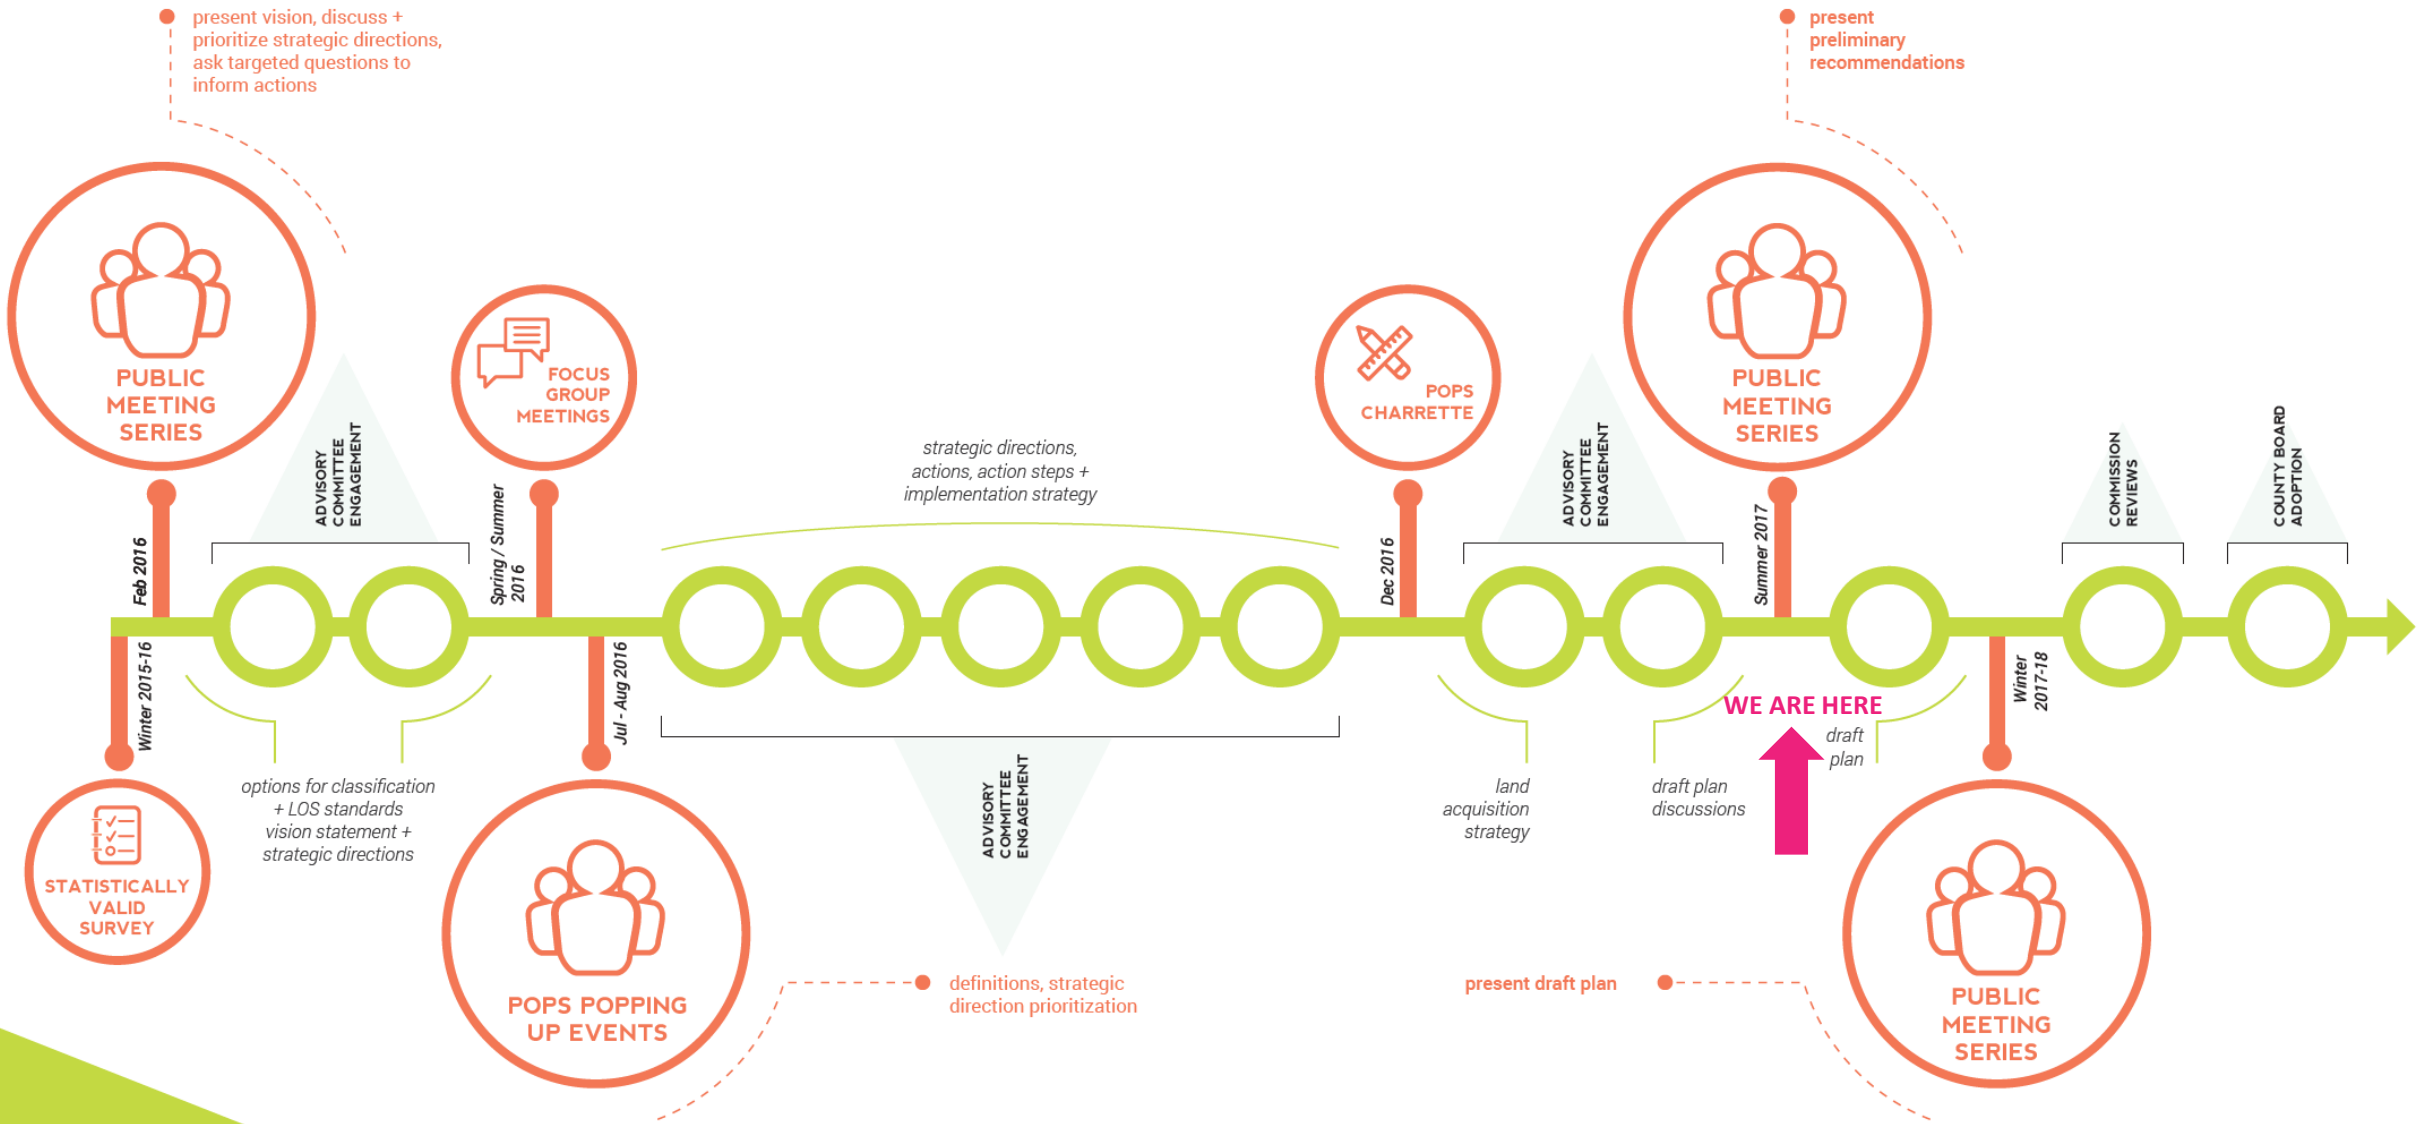 present vision, discuss +
prioritize strategic directions,
ask targeted questions to
inform actions
present
preliminary
recommendations
PUBLIC
MEETING
SERIES
ADVISORY
COMMITTEE
ENGAGEMENT
FOCUS
GROUP
MEETINGS
strategic directions,
actions, action steps +
implementation strategy
POPS
CHARRETTE
ADVISORY
COMMITTEE
ENGAGEMENT
PUBLIC
MEETING
SERIES
COMMISSION
REVIEWS
COUNTY BOARD
ADOPTION
Feb 2016
Spring / Summer
2016
Dec 2016
Summer 2017
Winter 2015-16
Jul - Aug 2016
Winter
2017-18
WE ARE HERE
draft
plan
options for classification
+ LOS standards
vision statement +
strategic directions
ADVISORY
COMMITTEE
ENGAGEMENT
land
acquisition
strategy
draft plan
discussions
STATISTICALLY
VALID
SURVEY
POPS POPPING
UP EVENTS
definitions, strategic
direction prioritization
present draft plan
PUBLIC
MEETING
SERIES